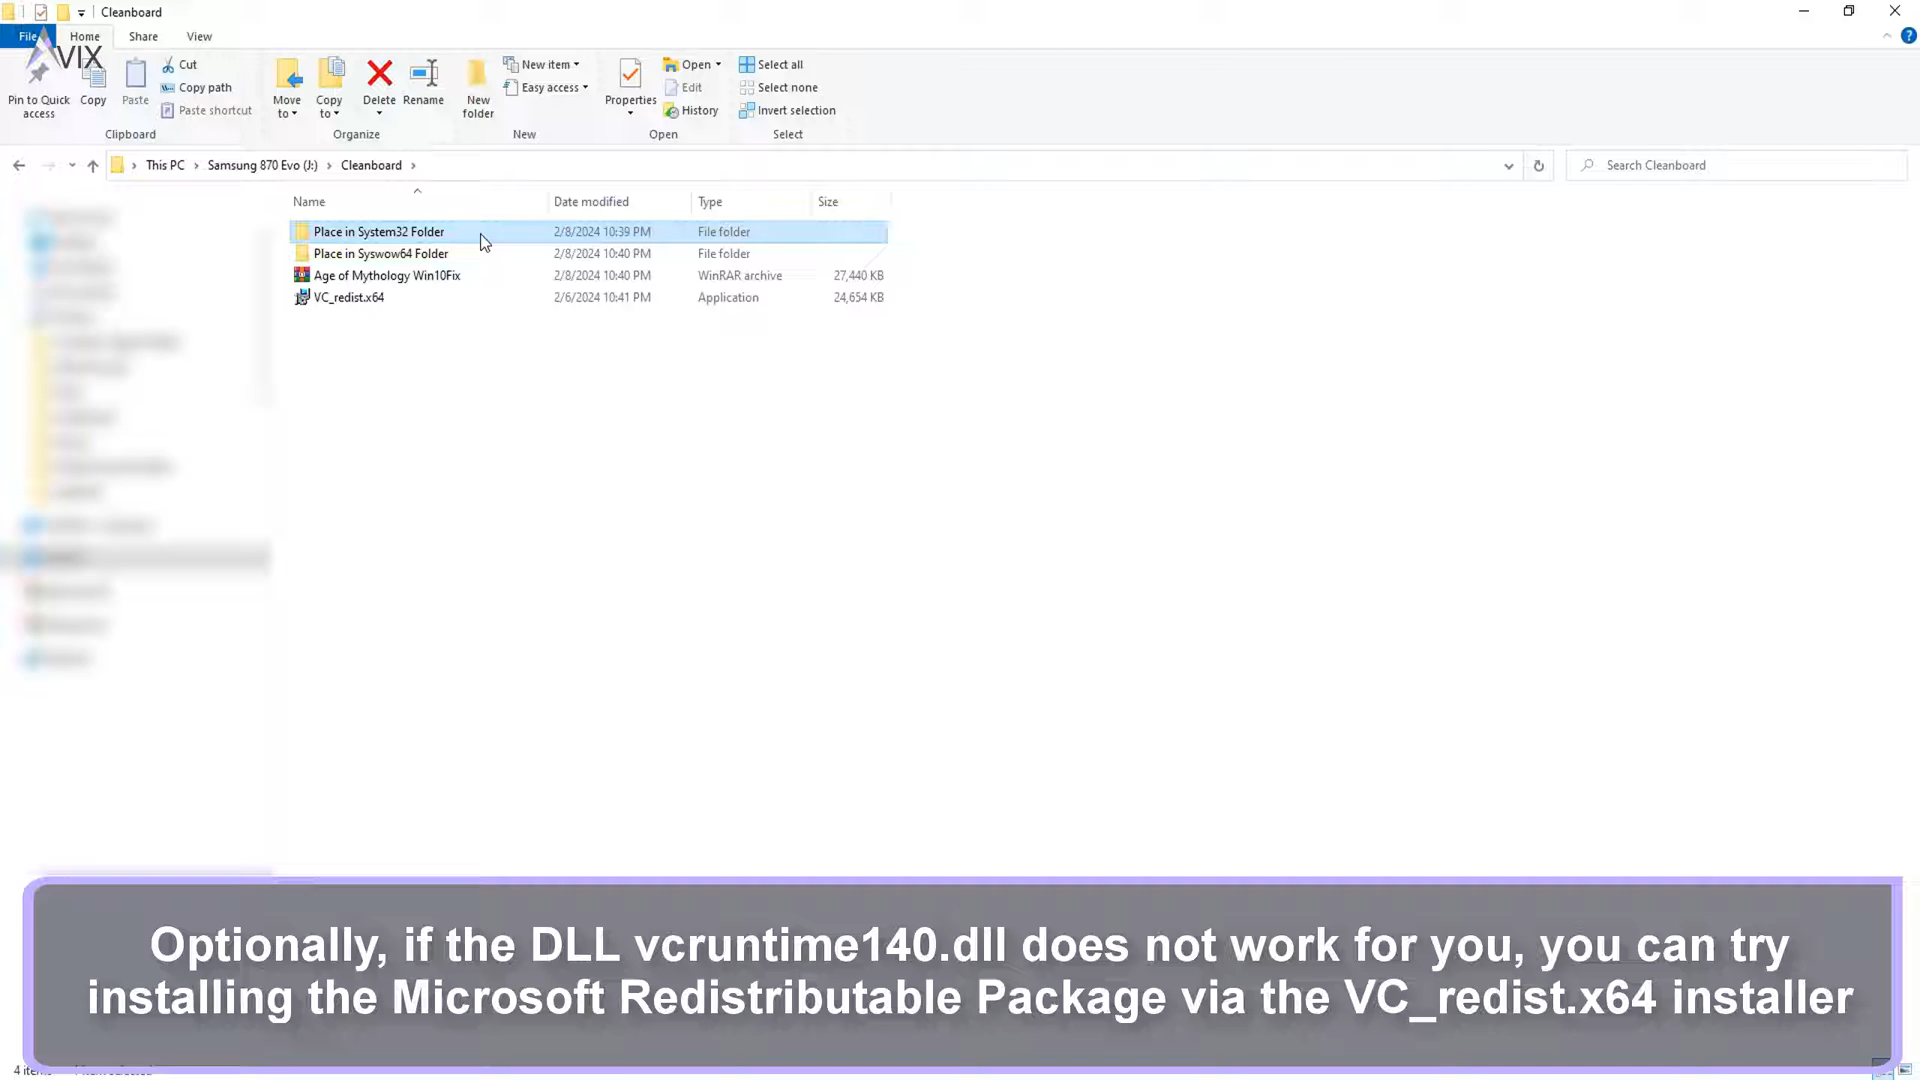 Cleanboard
File Home Share View
AVIX
Pin to Quick access
Copy
Paste
Cut
Copy path
Paste shortcut
Clipboard
Move to
Copy to
Delete
Rename
Organize
New folder
New item
Easy access
New
Properties
Open
Edit
History
Open
Select all
Select none
Invert selection
Select
This PC > Samsung 870 Evo (J:) > Cleanboard >
Search Cleanboard
Name Date modified Type Size
Place in System32 Folder 2/8/2024 10:39 PM File folder
Place in Syswow64 Folder 2/8/2024 10:40 PM File folder
Age of Mythology Win10Fix 2/8/2024 10:40 PM WinRAR archive 27,440 KB
VC_redist.x64 2/6/2024 10:41 PM Application 24,654 KB
Optionally, if the DLL vcruntime140.dll does not work for you, you can try
installing the Microsoft Redistributable Package via the VC_redist.x64 installer
4 items